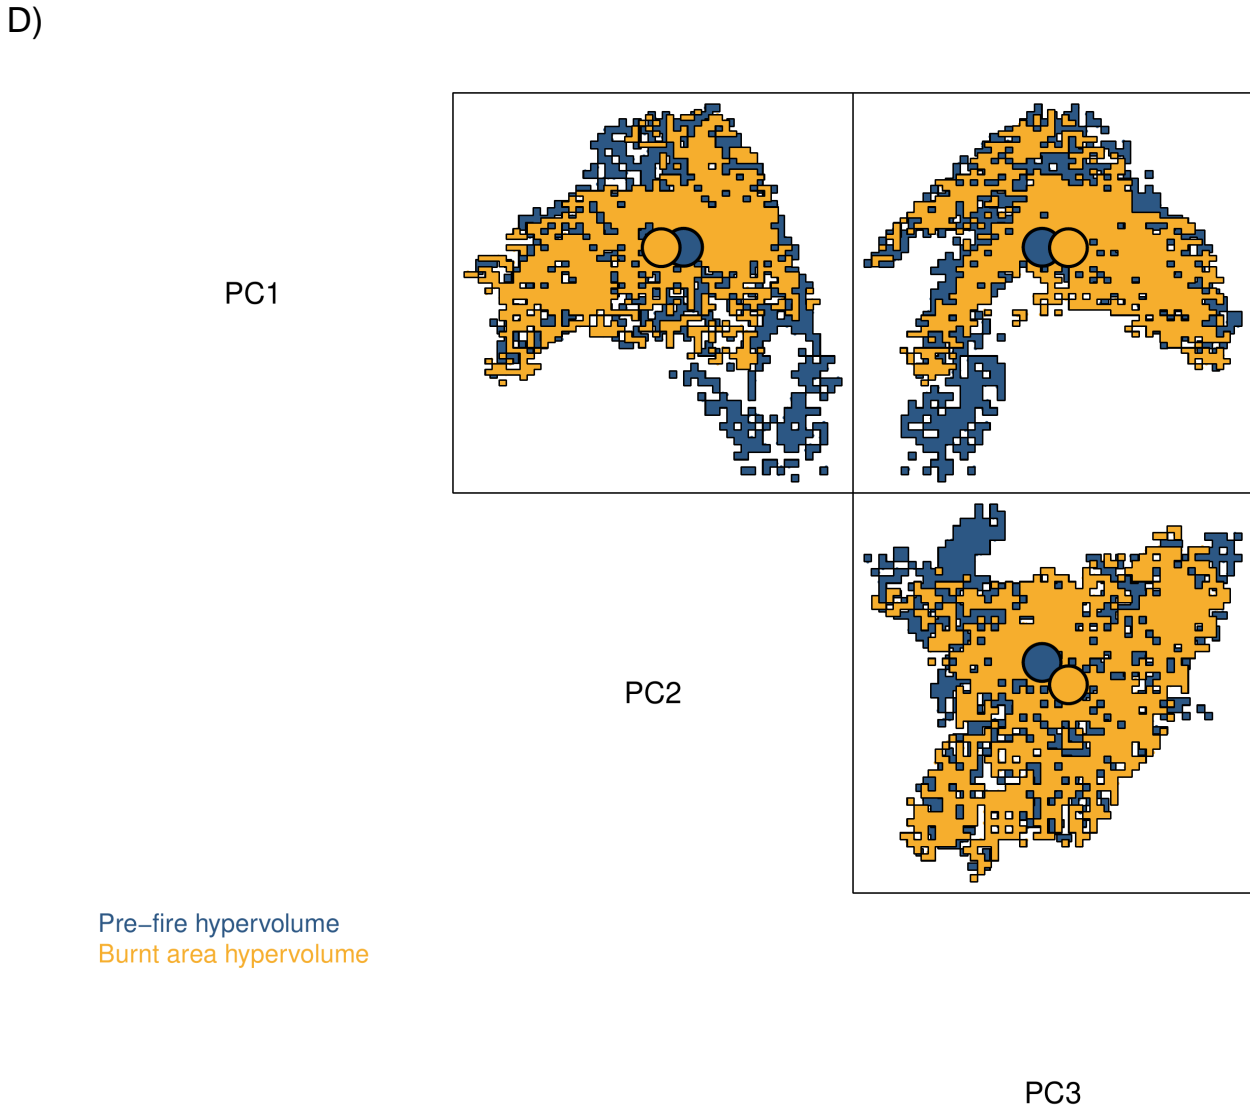 D)
PC1
PC2
Pre−fire hypervolume
Burnt area hypervolume
PC3